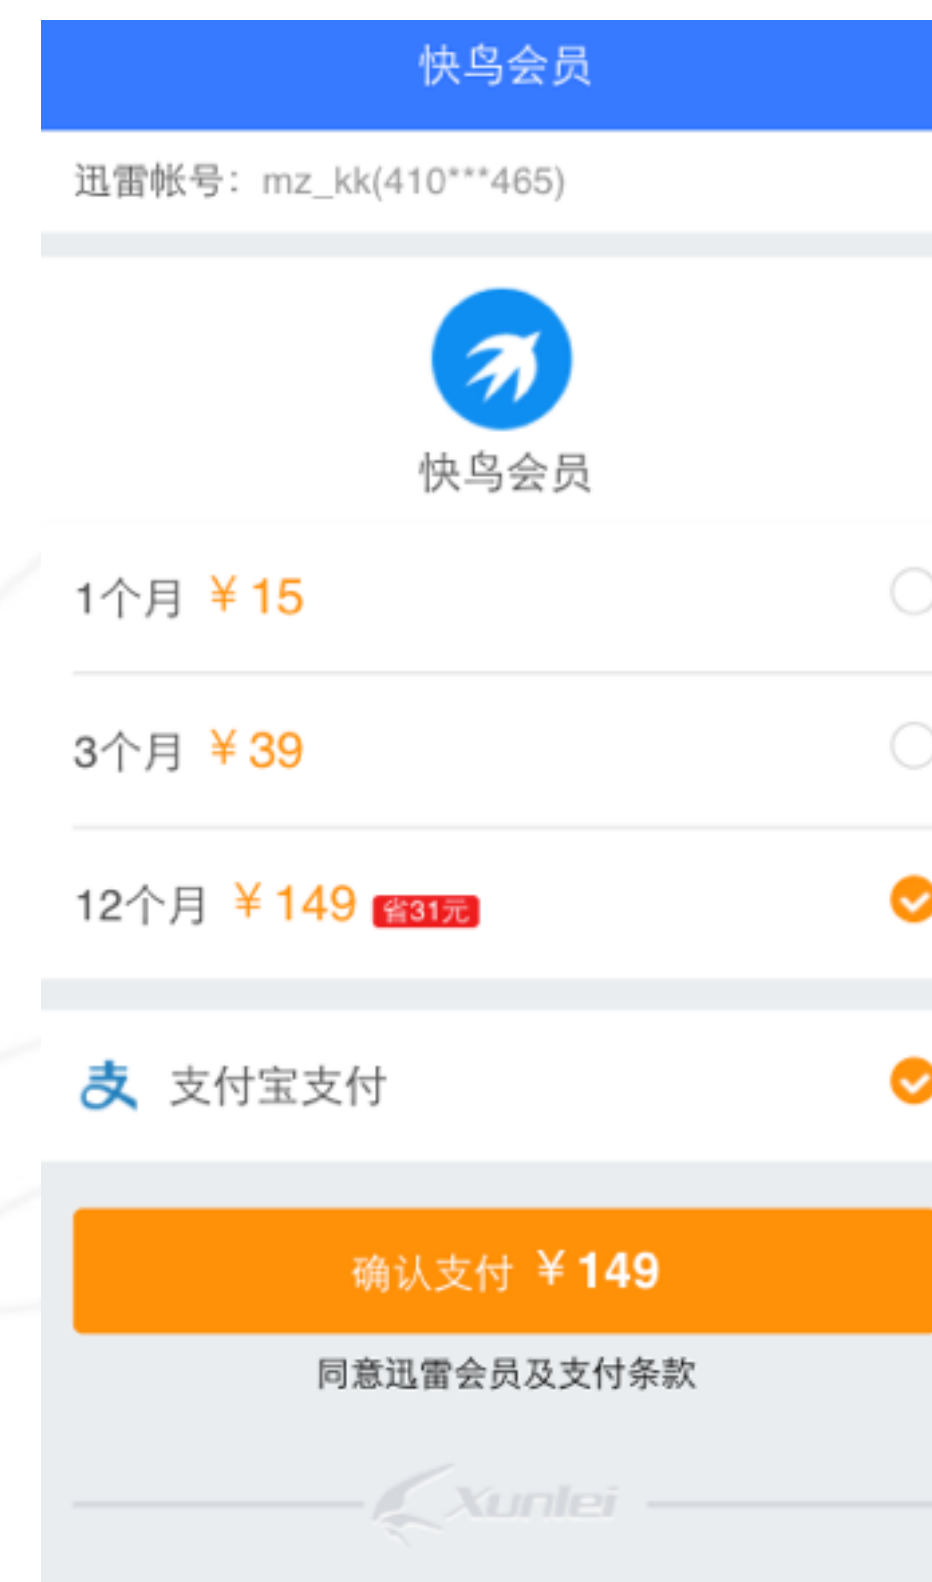 快鸟会员
迅雷帐号：mz_kk(410***465)
快鸟会员
1个月 ¥15
3个月 ¥39
12个月 ¥149 省31元
支付宝支付
确认支付 ¥149
同意迅雷会员及支付条款
Xunlei